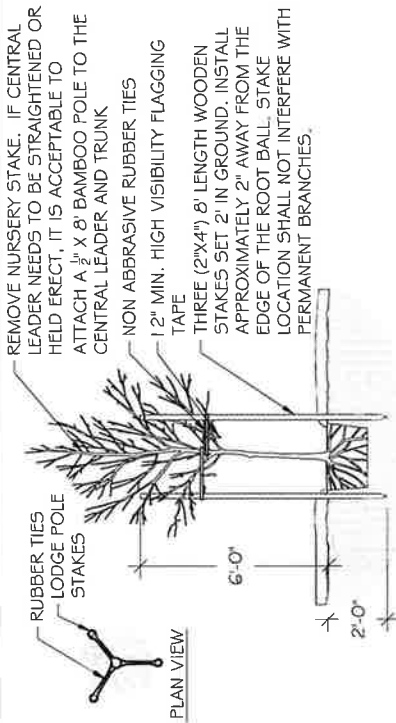 REMOVE NURSERY STAKE. IF CENTRAL
LEADER NEEDS TO BE STRAIGHTENED OR
HELD ERECT, IT IS ACCEPTABLE TO
ATTACH A 1/2" X 8' BAMBOO POLE TO THE
CENTRAL LEADER AND TRUNK
NON ABBRASIVE RUBBER TIES
12" MIN. HIGH VISIBILITY FLAGGING
TAPE
THREE (2"X4") 8' LENGTH WOODEN
STAKES SET 2' IN GROUND. INSTALL
APPROXIMATELY 2" AWAY FROM THE
EDGE OF THE ROOT BALL. STAKE
LOCATION SHALL NOT INTERFERE WITH
PERMANENT BRANCHES.
RUBBER TIES
LODGE POLE
STAKES
PLAN VIEW
6'-0"
2'-0"